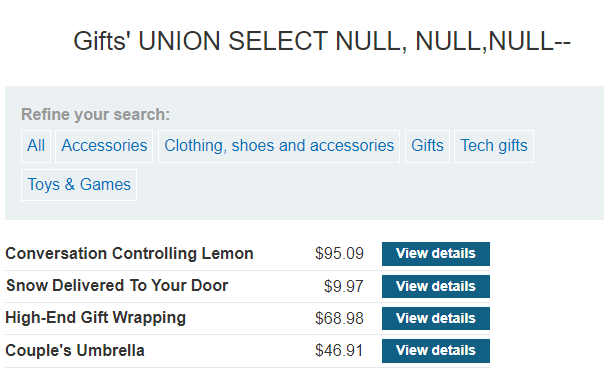 Gifts' UNION SELECT NULL, NULL,NULL--
Refine your search:
All Accessories Clothing, shoes and accessories Gifts Tech gifts
Toys & Games
Conversation Controlling Lemon $95.09 View details
Snow Delivered To Your Door $9.97 View details
High-End Gift Wrapping $68.98 View details
Couple's Umbrella $46.91 View details